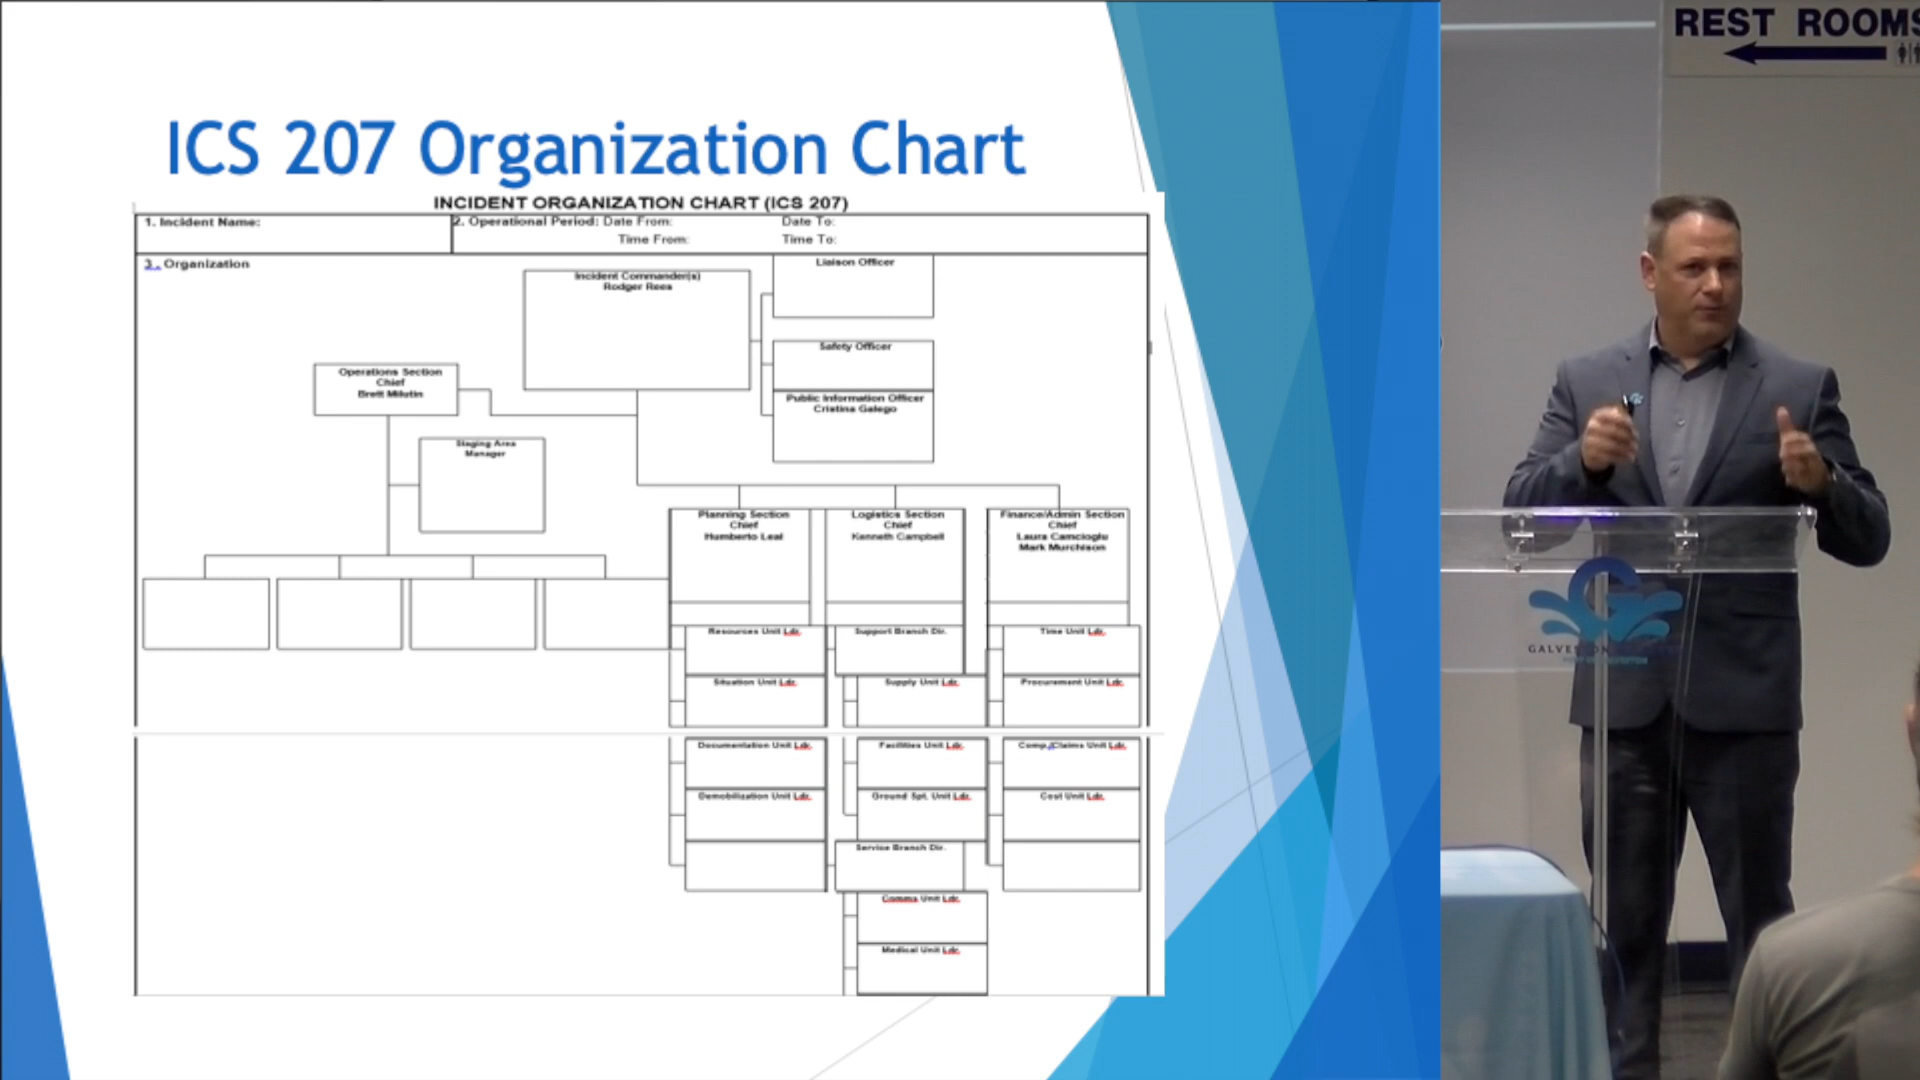 ICS 207 Organization Chart
INCIDENT ORGANIZATION CHART (ICS 207)
1. Incident Name:
2. Operational Period: Date From:
Date To:
Time From:
Time To:
3. Organization
Liaison Officer
Incident Commander(s)
Rodger Rees
Safety Officer
Operations Section
Chief
Brett Milutin
Public Information Officer
Cristina Galego
Staging Area
Manager
Planning Section
Chief
Humberto Leal
Logistics Section
Chief
Kenneth Campbell
Finance/Admin Section
Chief
Laura Camcioglu
Mark Murchison
Resources Unit Ldr.
Support Branch Dir.
Time Unit Ldr.
Situation Unit Ldr.
Supply Unit Ldr.
Procurement Unit Ldr.
Documentation Unit Ldr.
Facilities Unit Ldr.
Comp./Claims Unit Ldr.
Demobilization Unit Ldr.
Ground Spt. Unit Ldr.
Cost Unit Ldr.
Service Branch Dir.
Comms Unit Ldr.
Medical Unit Ldr.
REST ROOMS